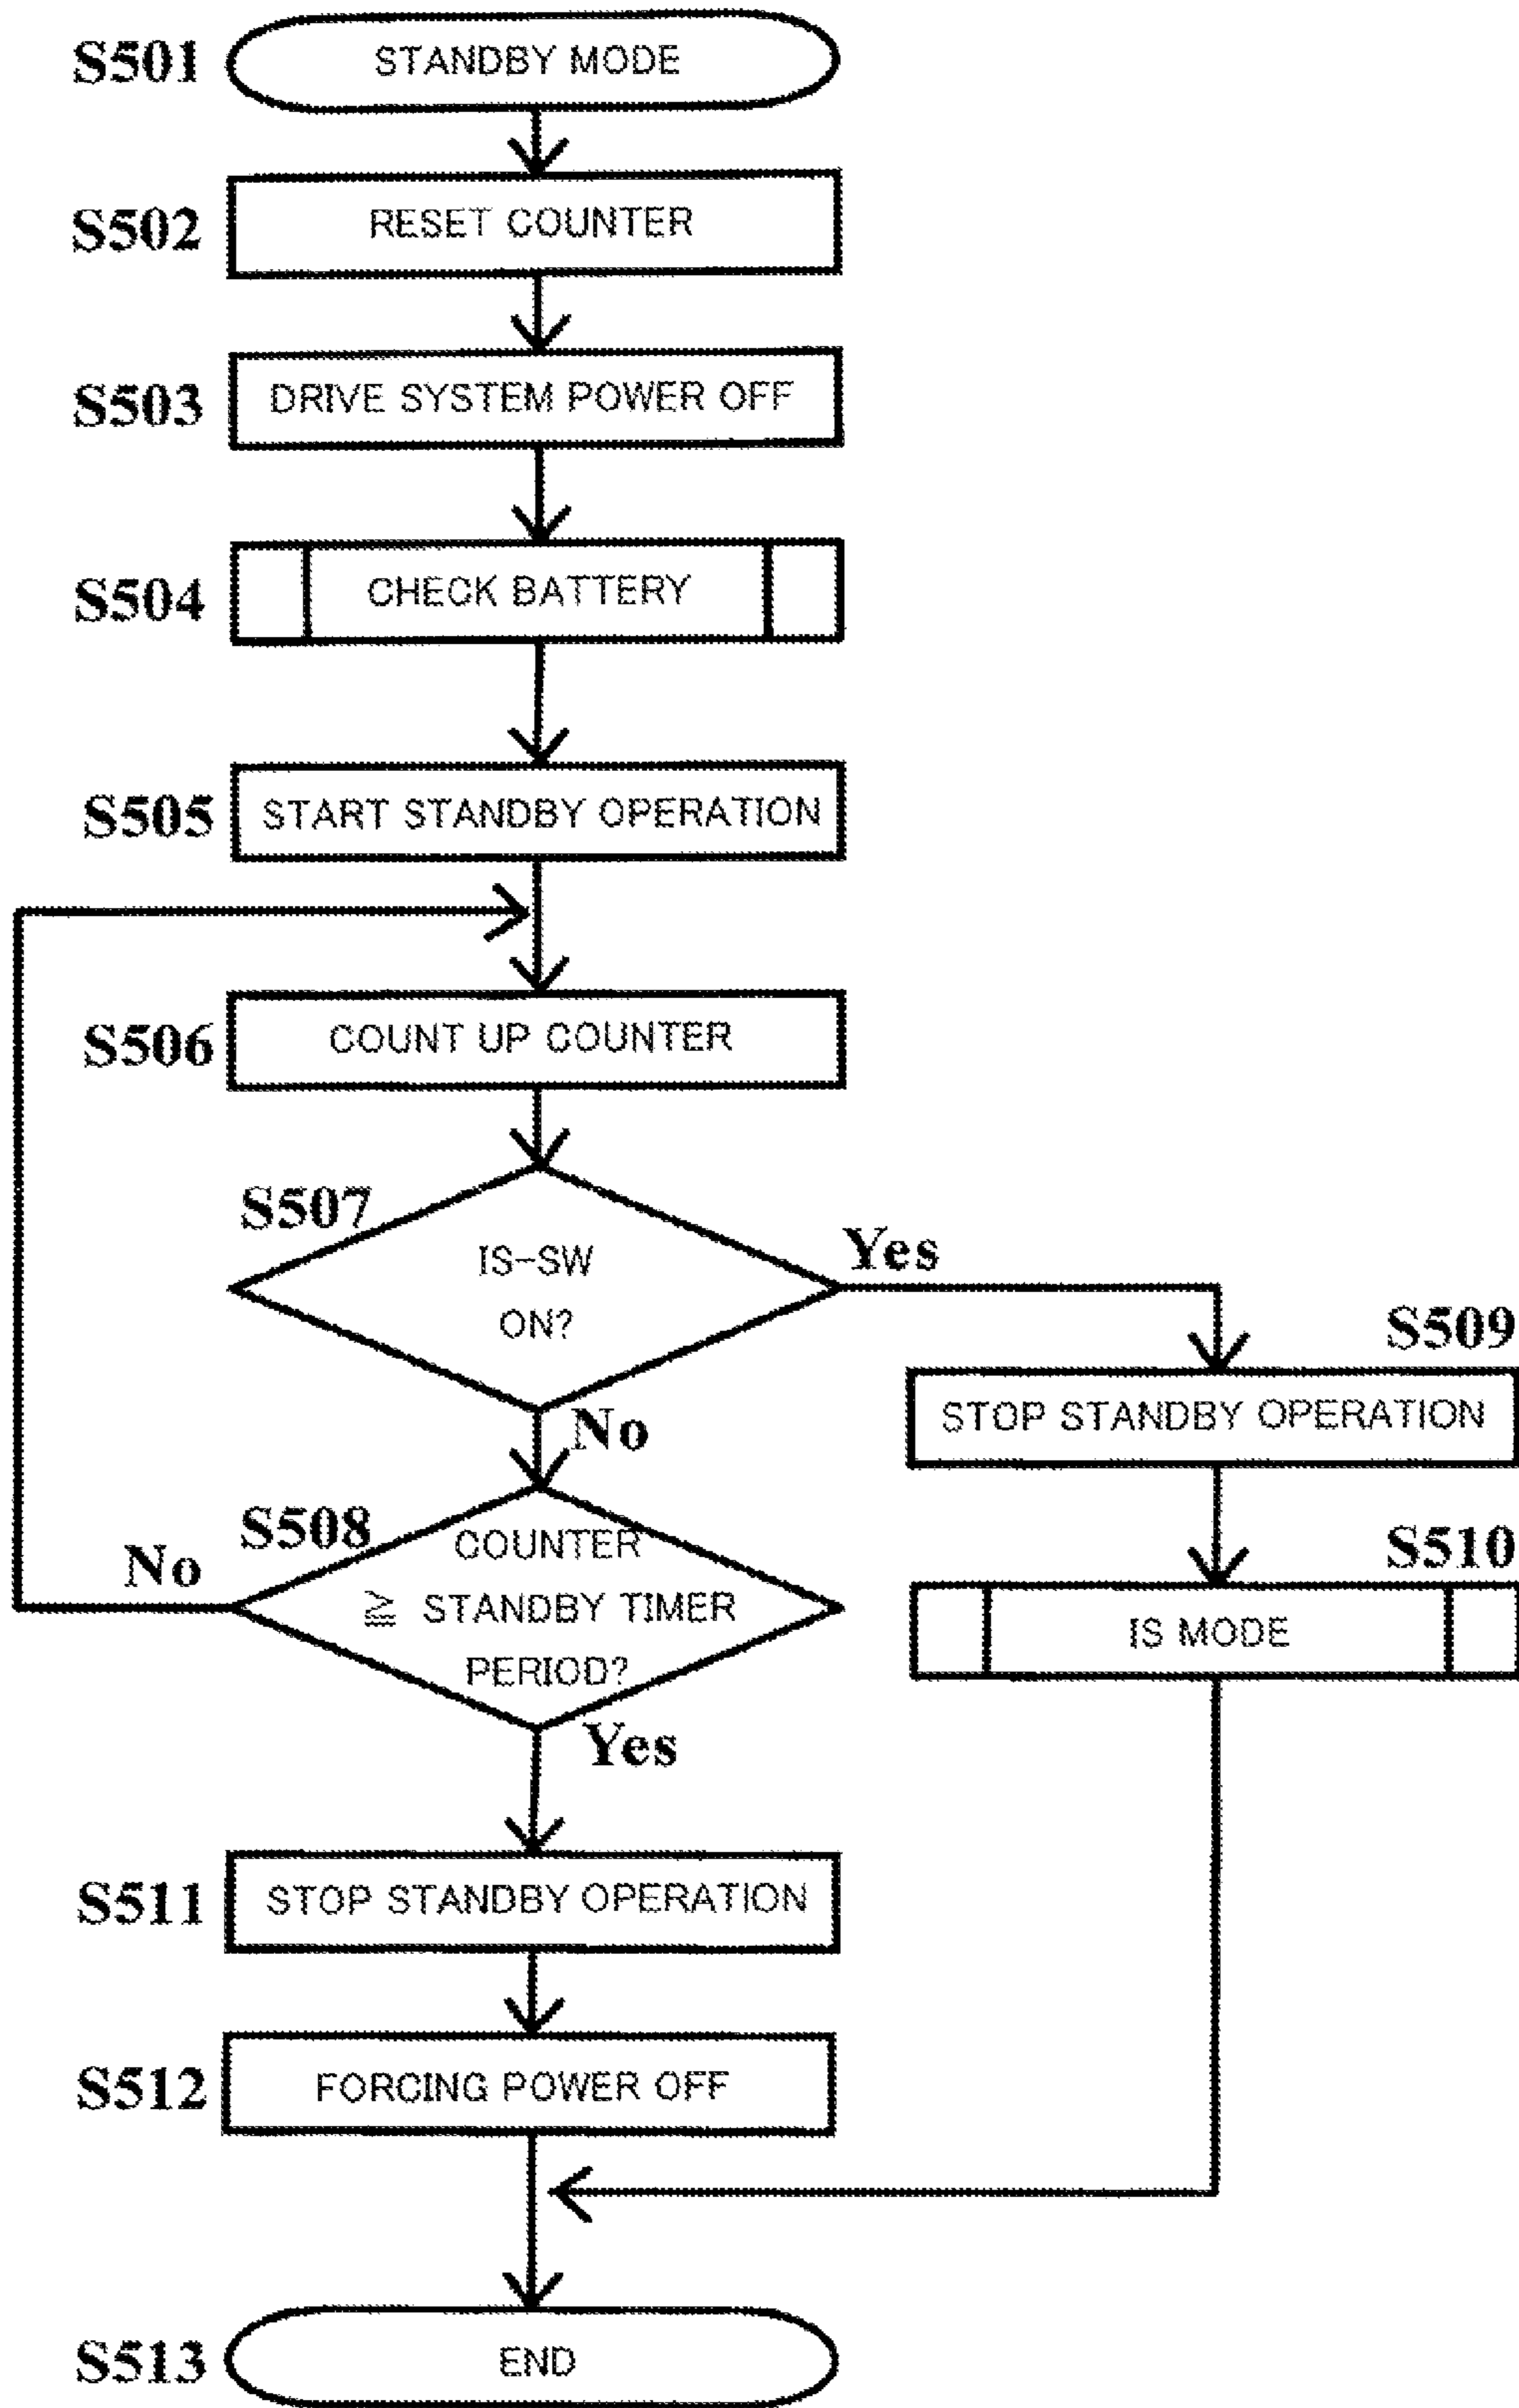 S501
STANDBY MODE
S502
RESET COUNTER
S503
DRIVE SYSTEM POWER OFF
S504
CHECK BATTERY
S505
START STANDBY OPERATION
S506
COUNT UP COUNTER
S507
IS-SW
ON?
Yes
No
S508
COUNTER
≧ STANDBY TIMER
PERIOD?
No
Yes
S509
STOP STANDBY OPERATION
S510
IS MODE
S511
STOP STANDBY OPERATION
S512
FORCING POWER OFF
S513
END